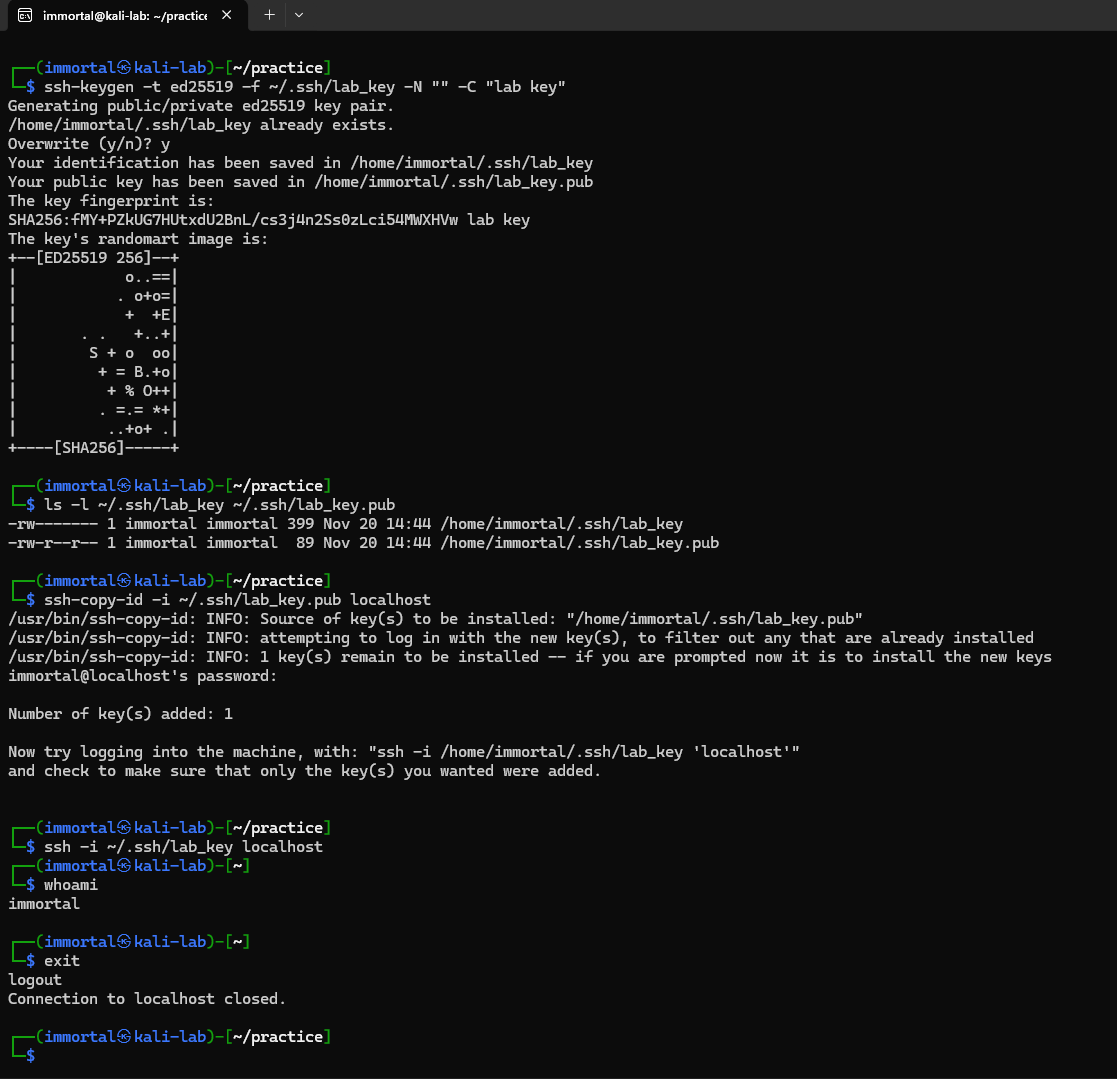 immortal@kali-lab: ~/practice
┌──(immortal㉿kali-lab)-[~/practice]
└─$ ssh-keygen -t ed25519 -f ~/.ssh/lab_key -N "" -C "lab key"
Generating public/private ed25519 key pair.
/home/immortal/.ssh/lab_key already exists.
Overwrite (y/n)? y
Your identification has been saved in /home/immortal/.ssh/lab_key
Your public key has been saved in /home/immortal/.ssh/lab_key.pub
The key fingerprint is:
SHA256:fMY+PZkUG7HUtxdU2BnL/cs3j4n2Ss0zLci54MWXHVw lab key
The key's randomart image is:
+--[ED25519 256]--+
|            o..==|
|           . o+o=|
|            +  +E|
|       . .   +..+|
|        S + o  oo|
|         + = B.+o|
|          + % O++|
|         . =.= *+|
|          ..+o+ .|
+----[SHA256]-----+
┌──(immortal㉿kali-lab)-[~/practice]
└─$ ls -l ~/.ssh/lab_key ~/.ssh/lab_key.pub
-rw------- 1 immortal immortal 399 Nov 20 14:44 /home/immortal/.ssh/lab_key
-rw-r--r-- 1 immortal immortal  89 Nov 20 14:44 /home/immortal/.ssh/lab_key.pub
┌──(immortal㉿kali-lab)-[~/practice]
└─$ ssh-copy-id -i ~/.ssh/lab_key.pub localhost
/usr/bin/ssh-copy-id: INFO: Source of key(s) to be installed: "/home/immortal/.ssh/lab_key.pub"
/usr/bin/ssh-copy-id: INFO: attempting to log in with the new key(s), to filter out any that are already installed
/usr/bin/ssh-copy-id: INFO: 1 key(s) remain to be installed -- if you are prompted now it is to install the new keys
immortal@localhost's password:
Number of key(s) added: 1
Now try logging into the machine, with: "ssh -i /home/immortal/.ssh/lab_key 'localhost'"
and check to make sure that only the key(s) you wanted were added.
┌──(immortal㉿kali-lab)-[~/practice]
└─$ ssh -i ~/.ssh/lab_key localhost
┌──(immortal㉿kali-lab)-[~]
└─$ whoami
immortal
┌──(immortal㉿kali-lab)-[~]
└─$ exit
logout
Connection to localhost closed.
┌──(immortal㉿kali-lab)-[~/practice]
└─$